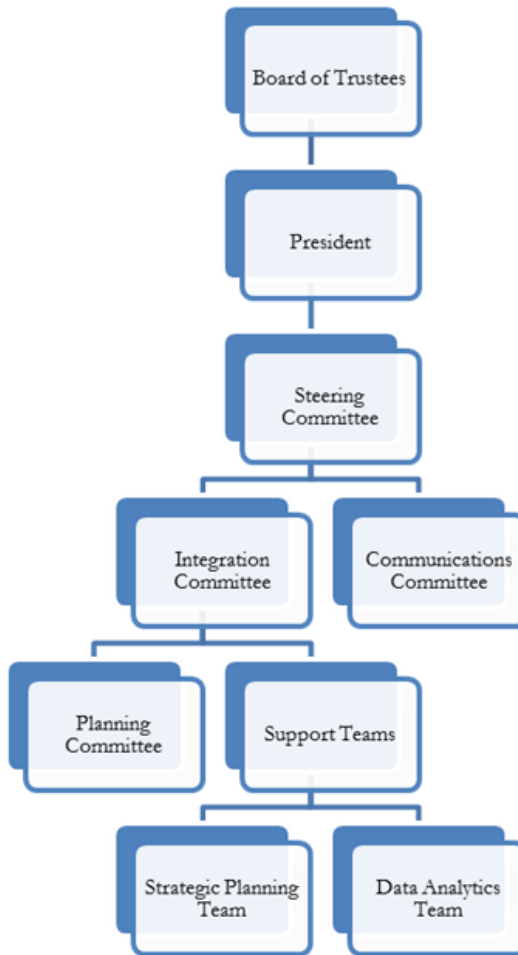 Board of Trustees
President
Steering
Committee
Integration
Committee
Communications
Committee
Planning
Committee
Support Teams
Strategic Planning
Team
Data Analytics
Team